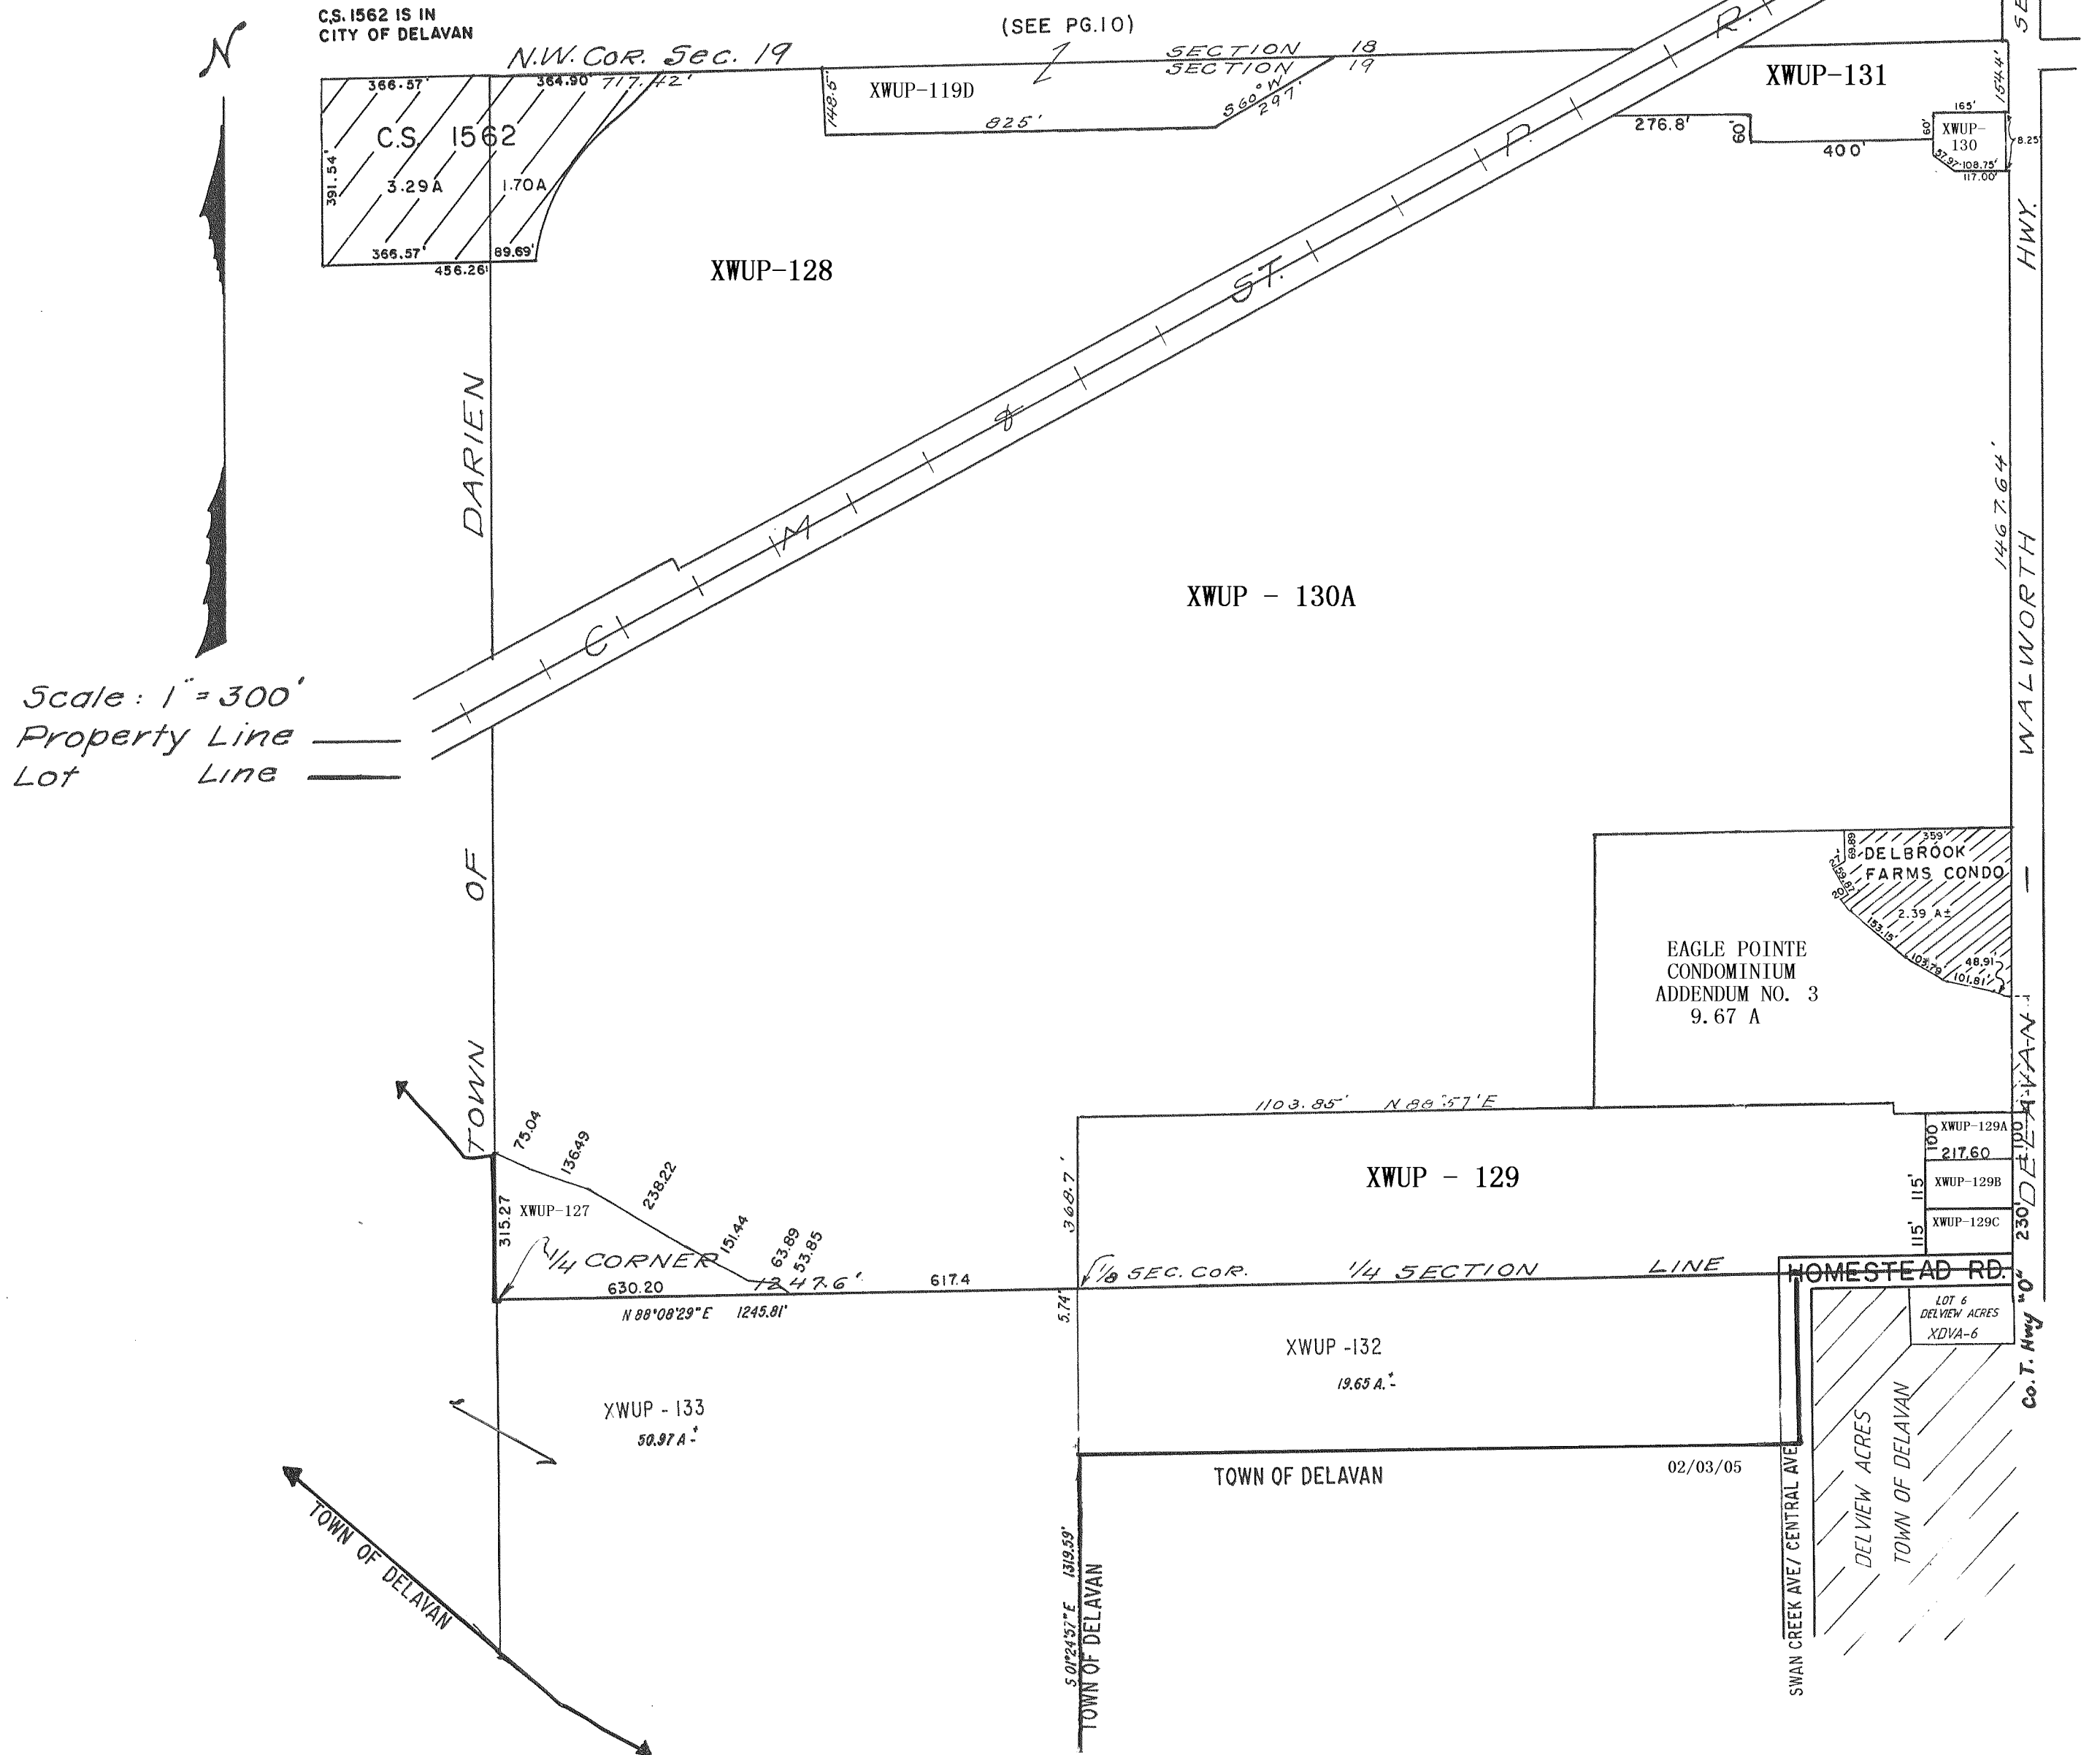 C.S. 1562 IS IN
CITY OF DELAVAN
N
(SEE PG.10)
N.W. COR. Sec. 19
SECTION 18
SECTION 19
R.
XWUP-131
154.4'
366.57'
364.90'
717.42'
148.5'
XWUP-119D
825'
S 60° W
297'
C.S. 1562
391.54'
3.29A
1.70A
366.57'
89.69'
456.26'
276.8'
60'
400'
165'
60'
XWUP-
130
57.97'
108.75'
117.00'
8.25
P.
HWY.
XWUP-128
ST.
DARIEN
&
M
C
1467.64'
WALWORTH
XWUP - 130A
Scale: 1" = 300'
Property Line
Lot Line
OF
TOWN
359'
69.89
DELBROOK
FARMS CONDO
2.39 A±
153.15'
103.79'
48.91'
101.81'
EAGLE POINTE
CONDOMINIUM
ADDENDUM NO. 3
9.67 A
DELAVAN
1103.85' N 88°57'E
75.04
136.49
238.22
151.44
63.89
53.85
315.27
XWUP-127
368.7'
XWUP - 129
100
XWUP-129A
100'
217.60
115'
XWUP-129B
115'
XWUP-129C
230'
1/4 CORNER
630.20
1247.6'
617.4
1/8 SEC. COR.
1/4 SECTION LINE
HOMESTEAD RD.
N 88°08'29" E 1245.81'
5.74'
LOT 6
DELVIEW ACRES
XDVA-6
Co. T. Hwy "O"
XWUP -132
19.65 A.±
XWUP - 133
50.97 A±
TOWN OF DELAVAN
02/03/05
TOWN OF DELAVAN
S 01°24'57" E 1319.59'
TOWN OF DELAVAN
SWAN CREEK AVE/ CENTRAL AVE
DELVIEW ACRES
TOWN OF DELAVAN